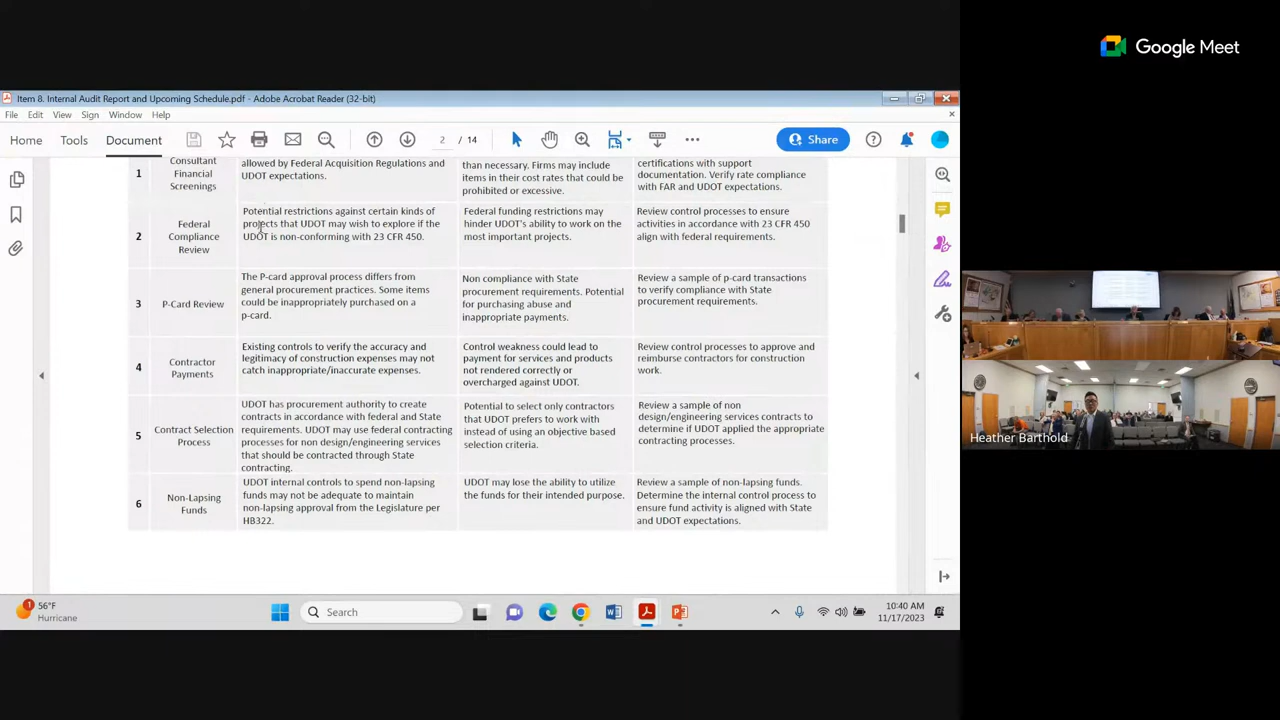 Google Meet
Item 8. Internal Audit Report and Upcoming Schedule.pdf - Adobe Acrobat Reader (32-bit)
File Edit View Sign Window Help
Home Tools Document 2 / 14 Share
1
Consultant
Financial
Screenings
allowed by Federal Acquisition Regulations and
UDOT expectations.
than necessary. Firms may include
items in their cost rates that could be
prohibited or excessive.
certifications with support
documentation. Verify rate compliance
with FAR and UDOT expectations.
2
Federal
Compliance
Review
Potential restrictions against certain kinds of
projects that UDOT may wish to explore if the
UDOT is non-conforming with 23 CFR 450.
Federal funding restrictions may
hinder UDOT's ability to work on the
most important projects.
Review control processes to ensure
activities in accordance with 23 CFR 450
align with federal requirements.
3
P-Card Review
The P-card approval process differs from
general procurement practices. Some items
could be inappropriately purchased on a
p-card.
Non compliance with State
procurement requirements. Potential
for purchasing abuse and
inappropriate payments.
Review a sample of p-card transactions
to verify compliance with State
procurement requirements.
4
Contractor
Payments
Existing controls to verify the accuracy and
legitimacy of construction expenses may not
catch inappropriate/inaccurate expenses.
Control weakness could lead to
payment for services and products
not rendered correctly or
overcharged against UDOT.
Review control processes to approve and
reimburse contractors for construction
work.
5
Contract Selection
Process
UDOT has procurement authority to create
contracts in accordance with federal and State
requirements. UDOT may use federal contracting
processes for non design/engineering services
that should be contracted through State
contracting.
Potential to select only contractors
that UDOT prefers to work with
instead of using an objective based
selection criteria.
Review a sample of non
design/engineering services contracts to
determine if UDOT applied the appropriate
contracting processes.
6
Non-Lapsing
Funds
UDOT internal controls to spend non-lapsing
funds may not be adequate to maintain
non-lapsing approval from the Legislature per
HB322.
UDOT may lose the ability to utilize
the funds for their intended purpose.
Review a sample of non-lapsing funds.
Determine the internal control process to
ensure fund activity is aligned with State
and UDOT expectations.
Heather Barthold
1
56°F
Hurricane
Search
10:40 AM
11/17/2023